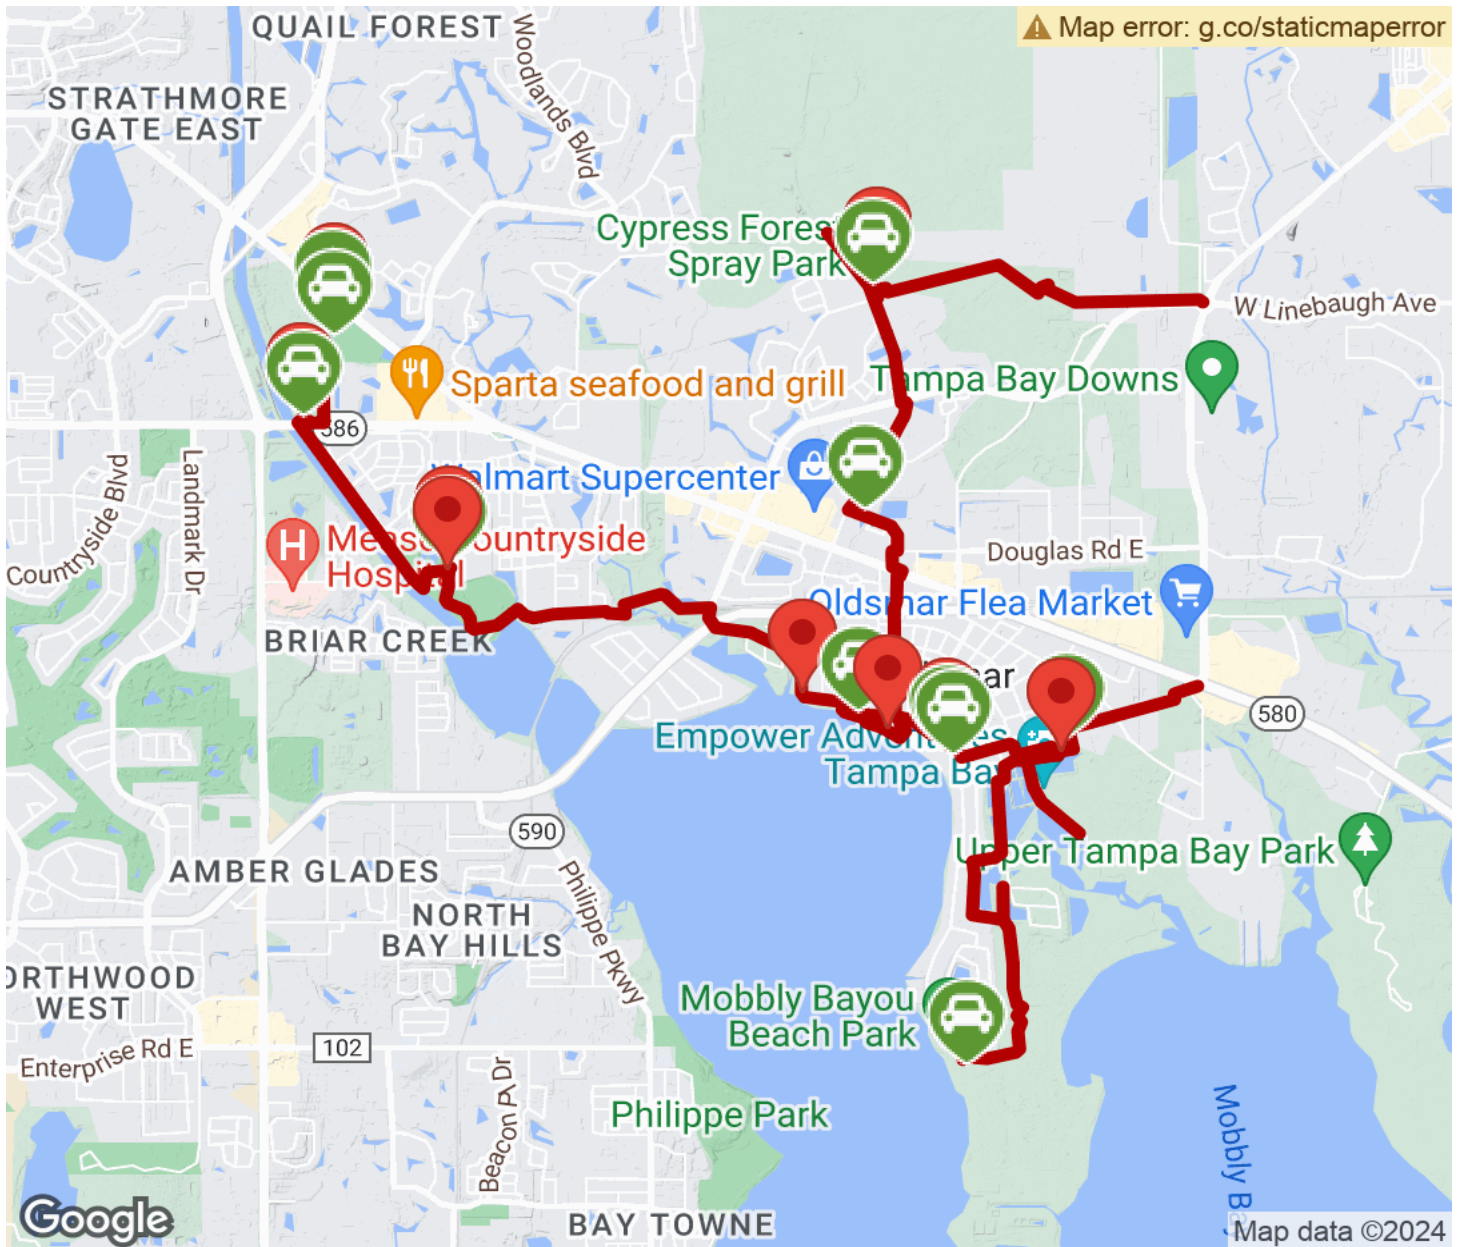 QUAIL FOREST
Map error: g.co/staticmaperror
Woodlands Blvd
STRATHMORE
GATE EAST
Cypress Fores
Spray Park
W Linebaugh Ave
Tampa Bay Downs
Sparta seafood and grill
586
Landmark Dr
Countryside Blvd
Walmart Supercenter
H
Douglas Rd E
Hospital
Oldsmar Flea Market
BRIAR CREEK
580
Empower
Tampa Bay
590
Upper Tampa Bay Park
AMBER GLADES
Philippe Pkwy
NORTH
BAY HILLS
ORTHWOOD
WEST
Mobbly Bayou
Beach Park
102
Enterprise Rd E
Beacon Pl Dr
Philippe Park
Mobbly B
Google
BAY TOWNE
Map data ©2024